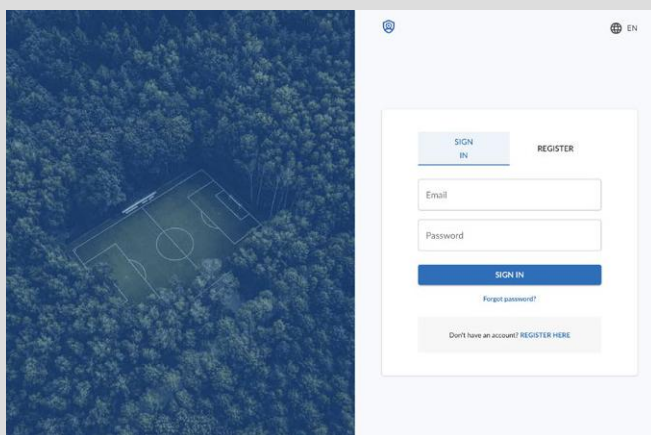 EN
SIGN
IN
REGISTER
Email
Password
SIGN IN
Forgot password?
Don't have an account? REGISTER HERE